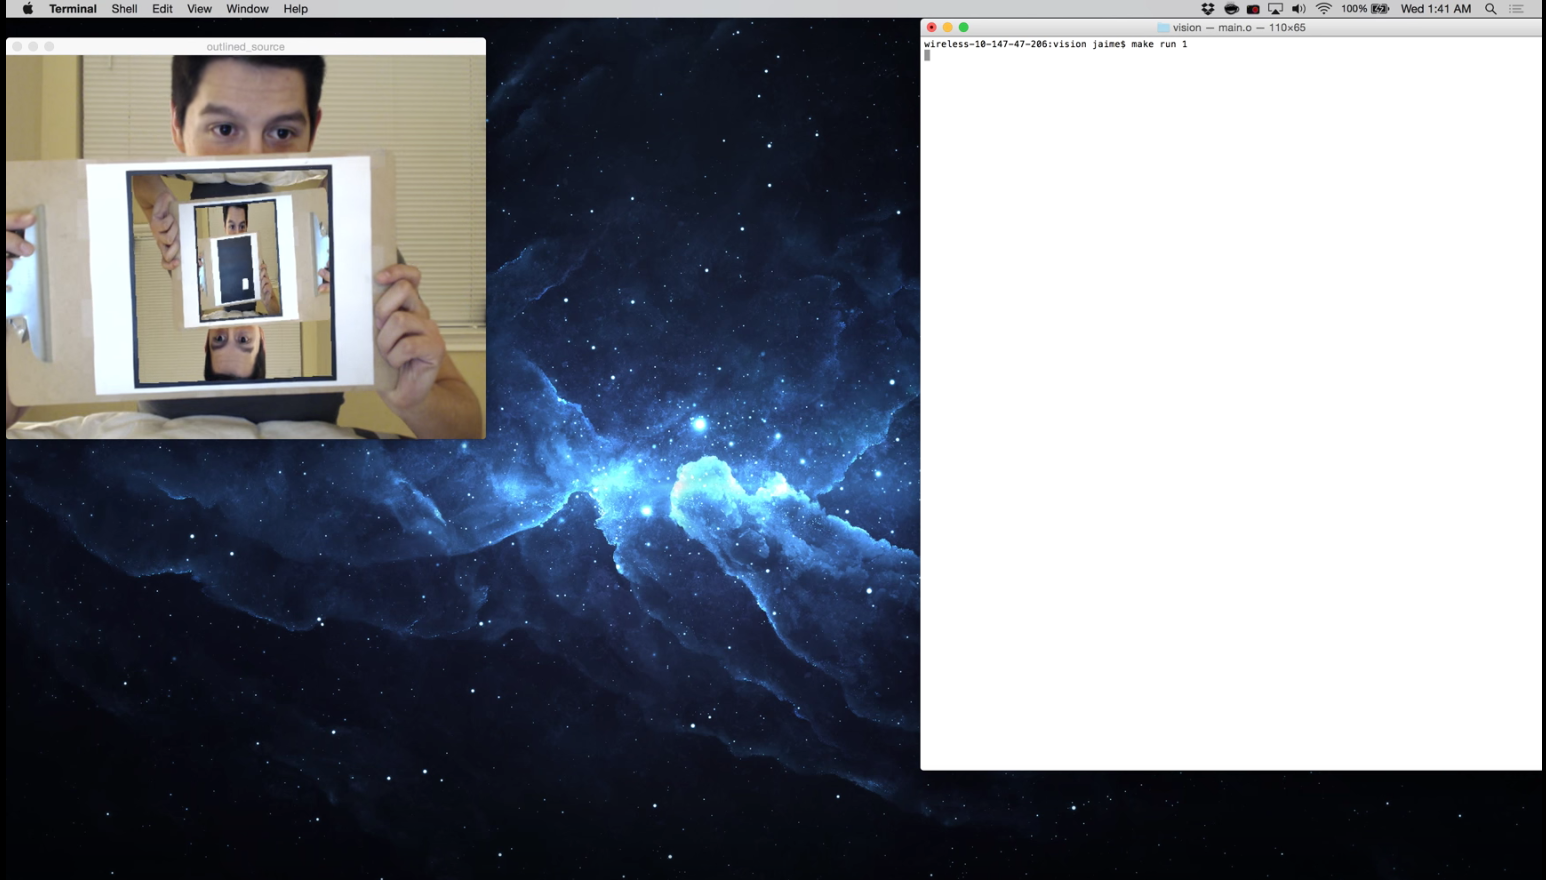 Terminal Shell Edit View Window Help 100% Wed 1:41 AM
outlined_source
vision — main.o — 110×65
wireless-10-147-47-206:vision jaime$ make run 1